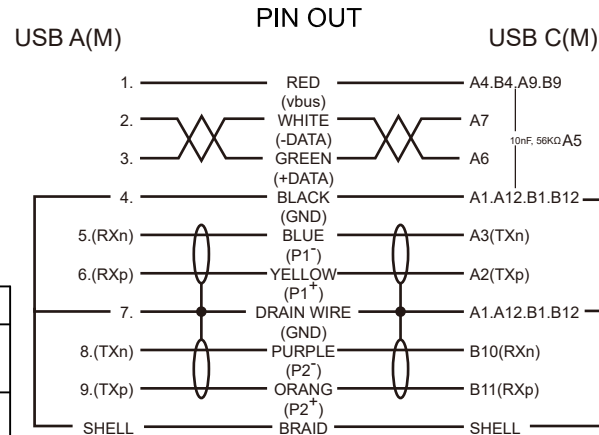 PIN OUT
USB A(M) USB C(M)
1. RED A4.B4.A9.B9
(vbus)
2. WHITE A7
(-DATA)
10nF, 56KΩ A5
3. GREEN A6
(+DATA)
4. BLACK A1.A12.B1.B12
(GND)
5.(RXn) BLUE A3(TXn)
(P1-)
6.(RXp) YELLOW A2(TXp)
(P1+)
7. DRAIN WIRE A1.A12.B1.B12
(GND)
8.(TXn) PURPLE B10(RXn)
(P2-)
9.(TXp) ORANG B11(RXp)
(P2+)
SHELL BRAID SHELL